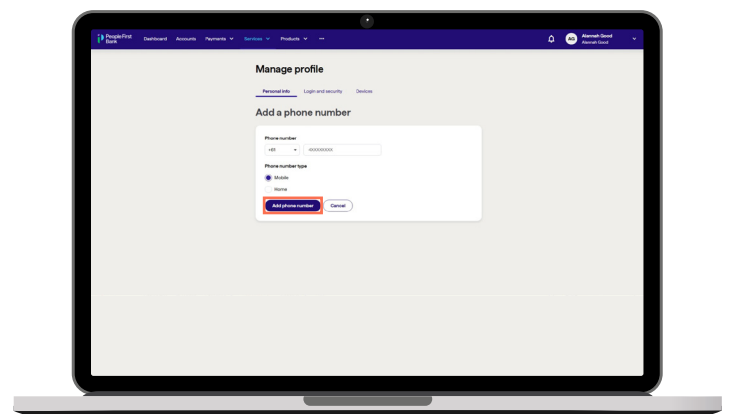 People First
Bank
Dashboard Accounts Payments Services Products
AG
Alannah Good
Alannah Good
Manage profile
Personal info Login and security Devices
Add a phone number
Phone number
+61
Phone number type
Mobile
Home
Add phone number Cancel